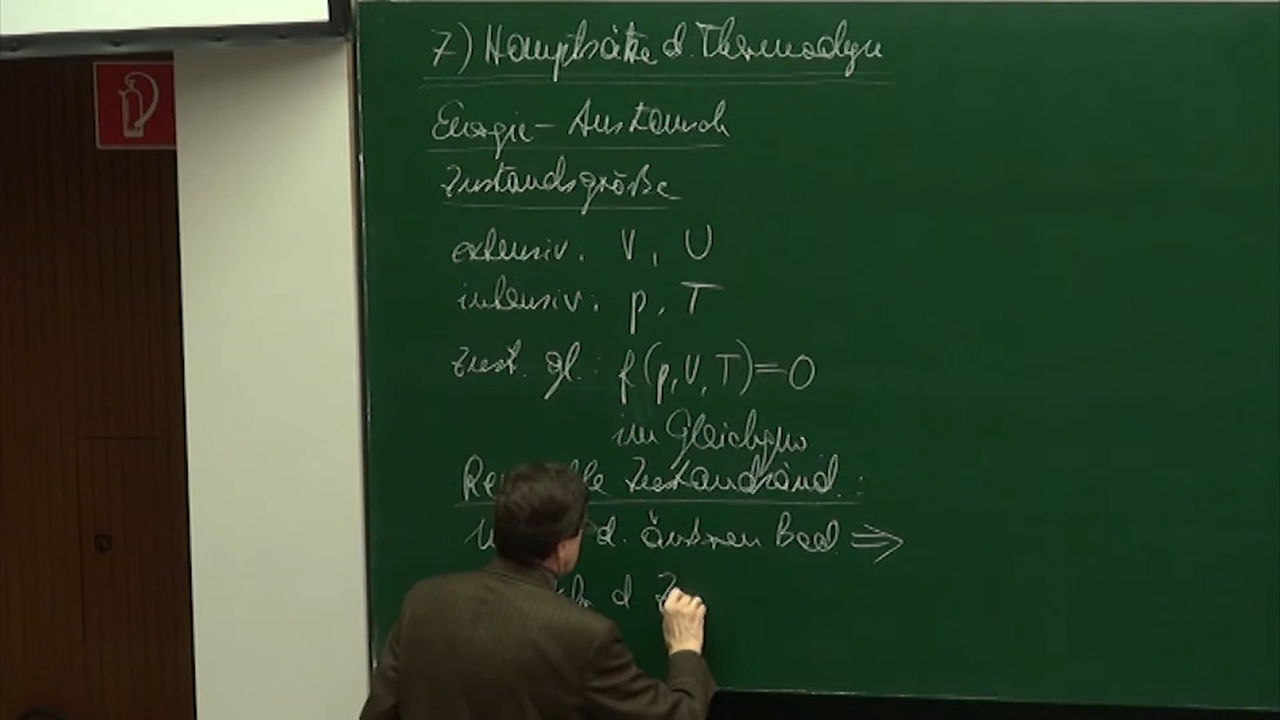 7) Hauptsätze d. Thermodyn
Energie-Austausch
Zustandsgröße
extensiv: V, U
intensiv: p, T
Zust. gl.: f(p,V,T)=0
im Gleichgew
Zustandsänd.:
d. äußeren Bed ⇒
d Z